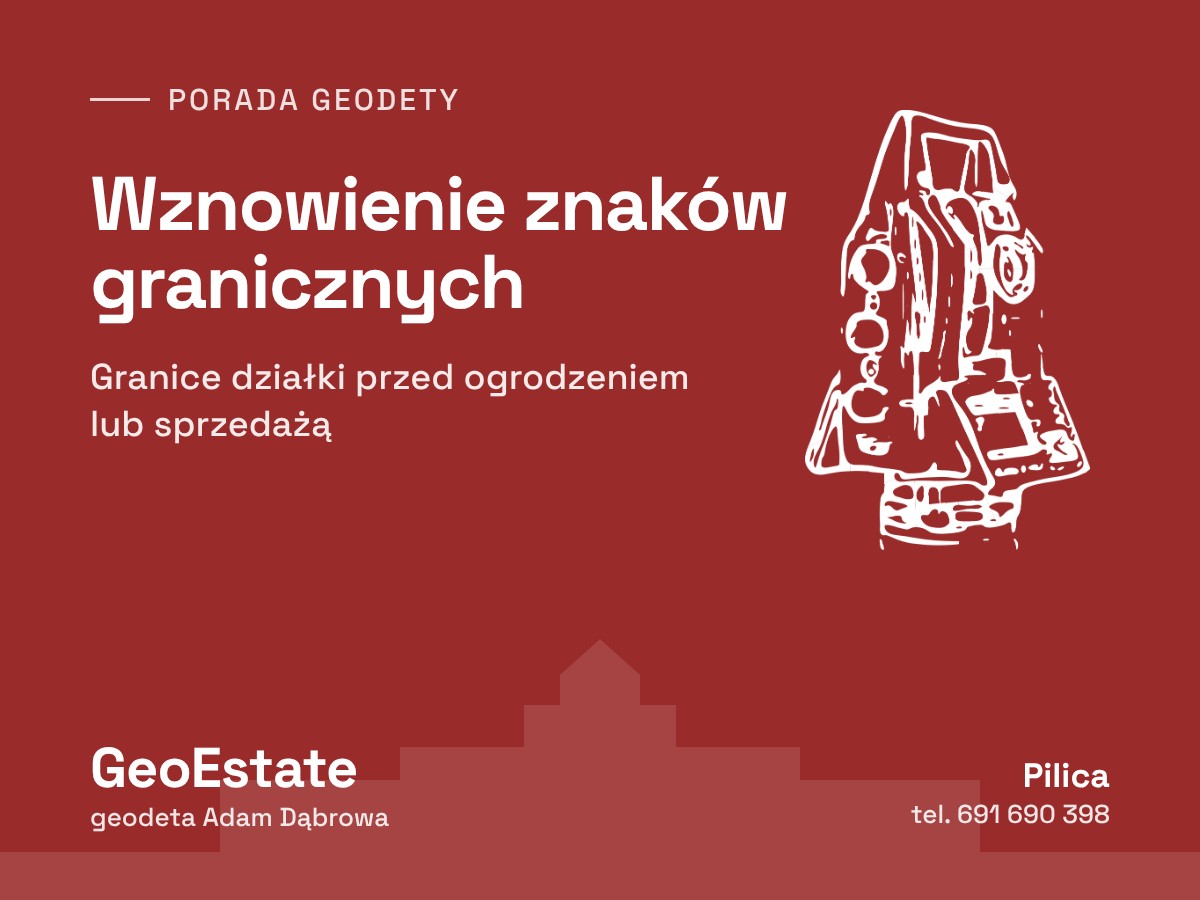 PORADA GEODETY
Wznowienie znaków
granicznych
Granice działki przed ogrodzeniem
lub sprzedażą
GeoEstate
geodeta Adam Dąbrowa
Pilica
tel. 691 690 398